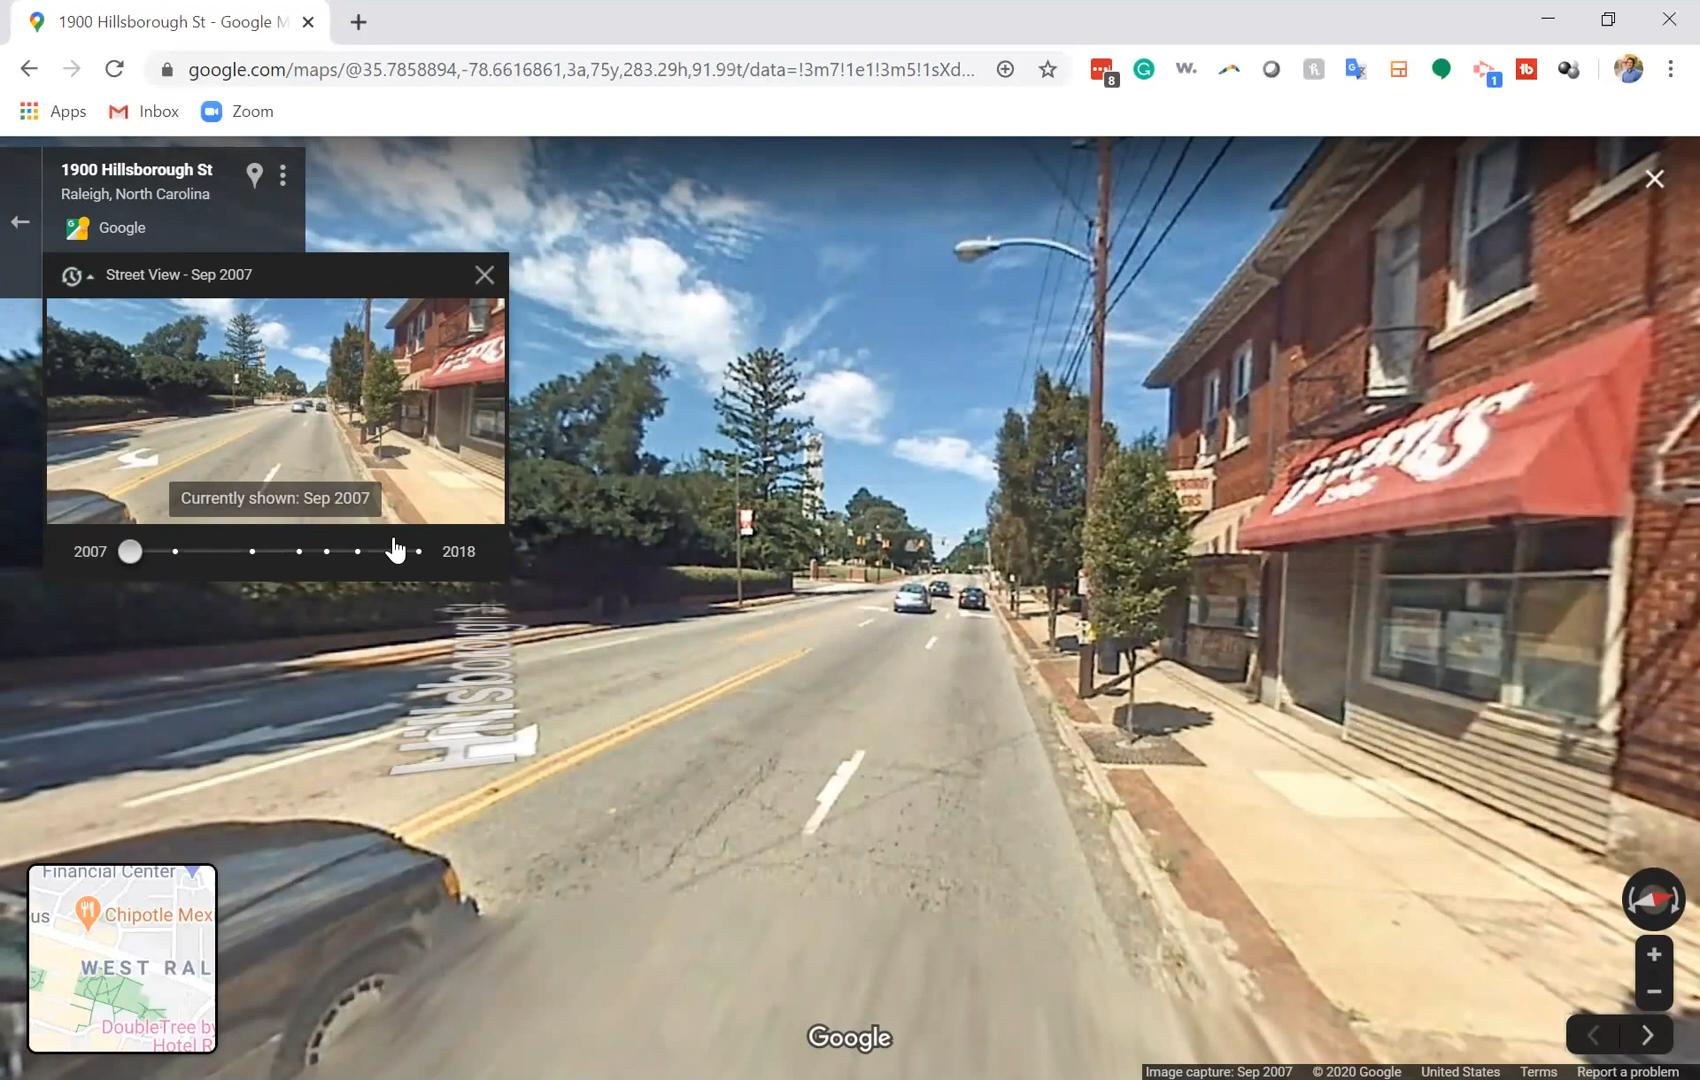 1900 Hillsborough St - Google M
google.com/maps/@35.7858894,-78.6616861,3a,75y,283.29h,91.99t/data=!3m7!1e1!3m5!1sXd...
8
1
Apps
Inbox
Zoom
1900 Hillsborough St
Raleigh, North Carolina
Google
Street View - Sep 2007
Currently shown: Sep 2007
2007
2018
Hillsborough S
Financial Center
us
Chipotle Mex
WEST RAL
DoubleTree by
Hotel R
Google
Image capture: Sep 2007 © 2020 Google United States Terms Report a problem